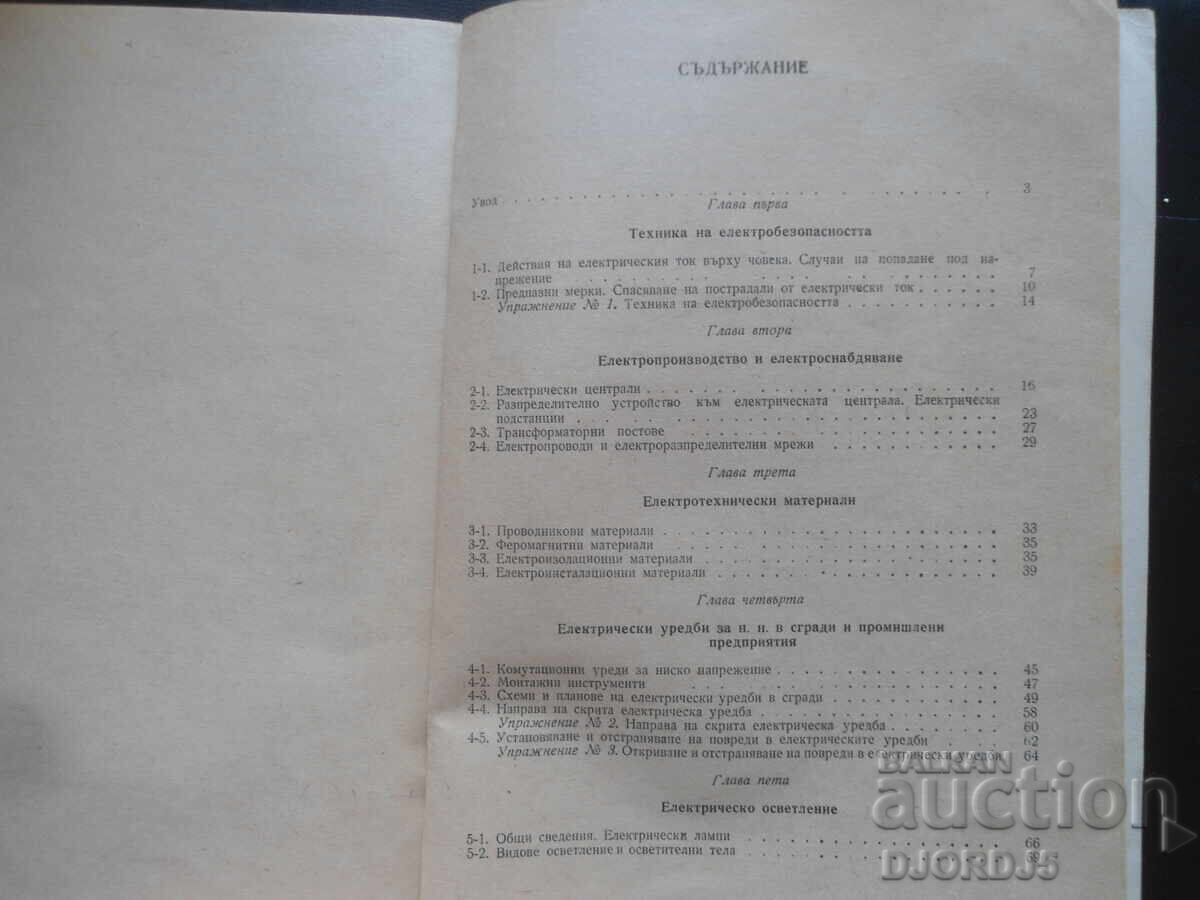 СЪДЪРЖАНИЕ
Увод . . . . . . . . . . . . . . . . . 3
Глава първа
Техника на електробезопасността
1-1. Действия на електрическия ток върху човека. Случаи на попадане под на-
прежение . . . . . . . . . . . . . . . 7
1-2. Предпазни мерки. Спасяване на пострадали от електрически ток . . . . . . 10
Упражнение № 1. Техника на електробезопасността . . . . . . . . . . 14
Глава втора
Електропроизводство и електроснабдяване
2-1. Електрически централи . . . . . . . . . . . . . . . 16
2-2. Разпределително устройство към електрическата централа. Електрически
подстанции . . . . . . . . . . . . . . . 23
2-3. Трансформаторни постове . . . . . . . . . . . . . . . 27
2-4. Електропроводи и електроразпределителни мрежи . . . . . . . . . . 29
Глава трета
Електротехнически материали
3-1. Проводникови материали . . . . . . . . . . . . . . . 33
3-2. Феромагнитни материали . . . . . . . . . . . . . . . 35
3-3. Електроизолационни материали . . . . . . . . . . . . . . . 35
3-4. Електроинсталационни материали . . . . . . . . . . . . . . . 39
Глава четвърта
Електрически уредби за н. н. в сгради и промишлени
предприятия
4-1. Комутационни уреди за ниско напрежение . . . . . . . . . . . . 45
4-2. Монтажни инструменти . . . . . . . . . . . . . . . 47
4-3. Схеми и планове на електрически уредби в сгради . . . . . . . . . . 49
4-4. Направа на скрита електрическа уредба . . . . . . . . . . . . 58
Упражнение № 2. Направа на скрита електрическа уредба . . . . . . . 60
4-5. Установяване и отстраняване на повреди в електрическите уредби . . . . 62
Упражнение № 3. Откриване и отстраняване на повреди в електрически уредби 64
Глава пета
Електрическо осветление
5-1. Общи сведения. Електрически лампи . . . . . . . . . . . . . . 66
5-2. Видове осветление и осветителни тела . . . . . . . . . . . . . 69
BALKAN
auction
DJORDJ5